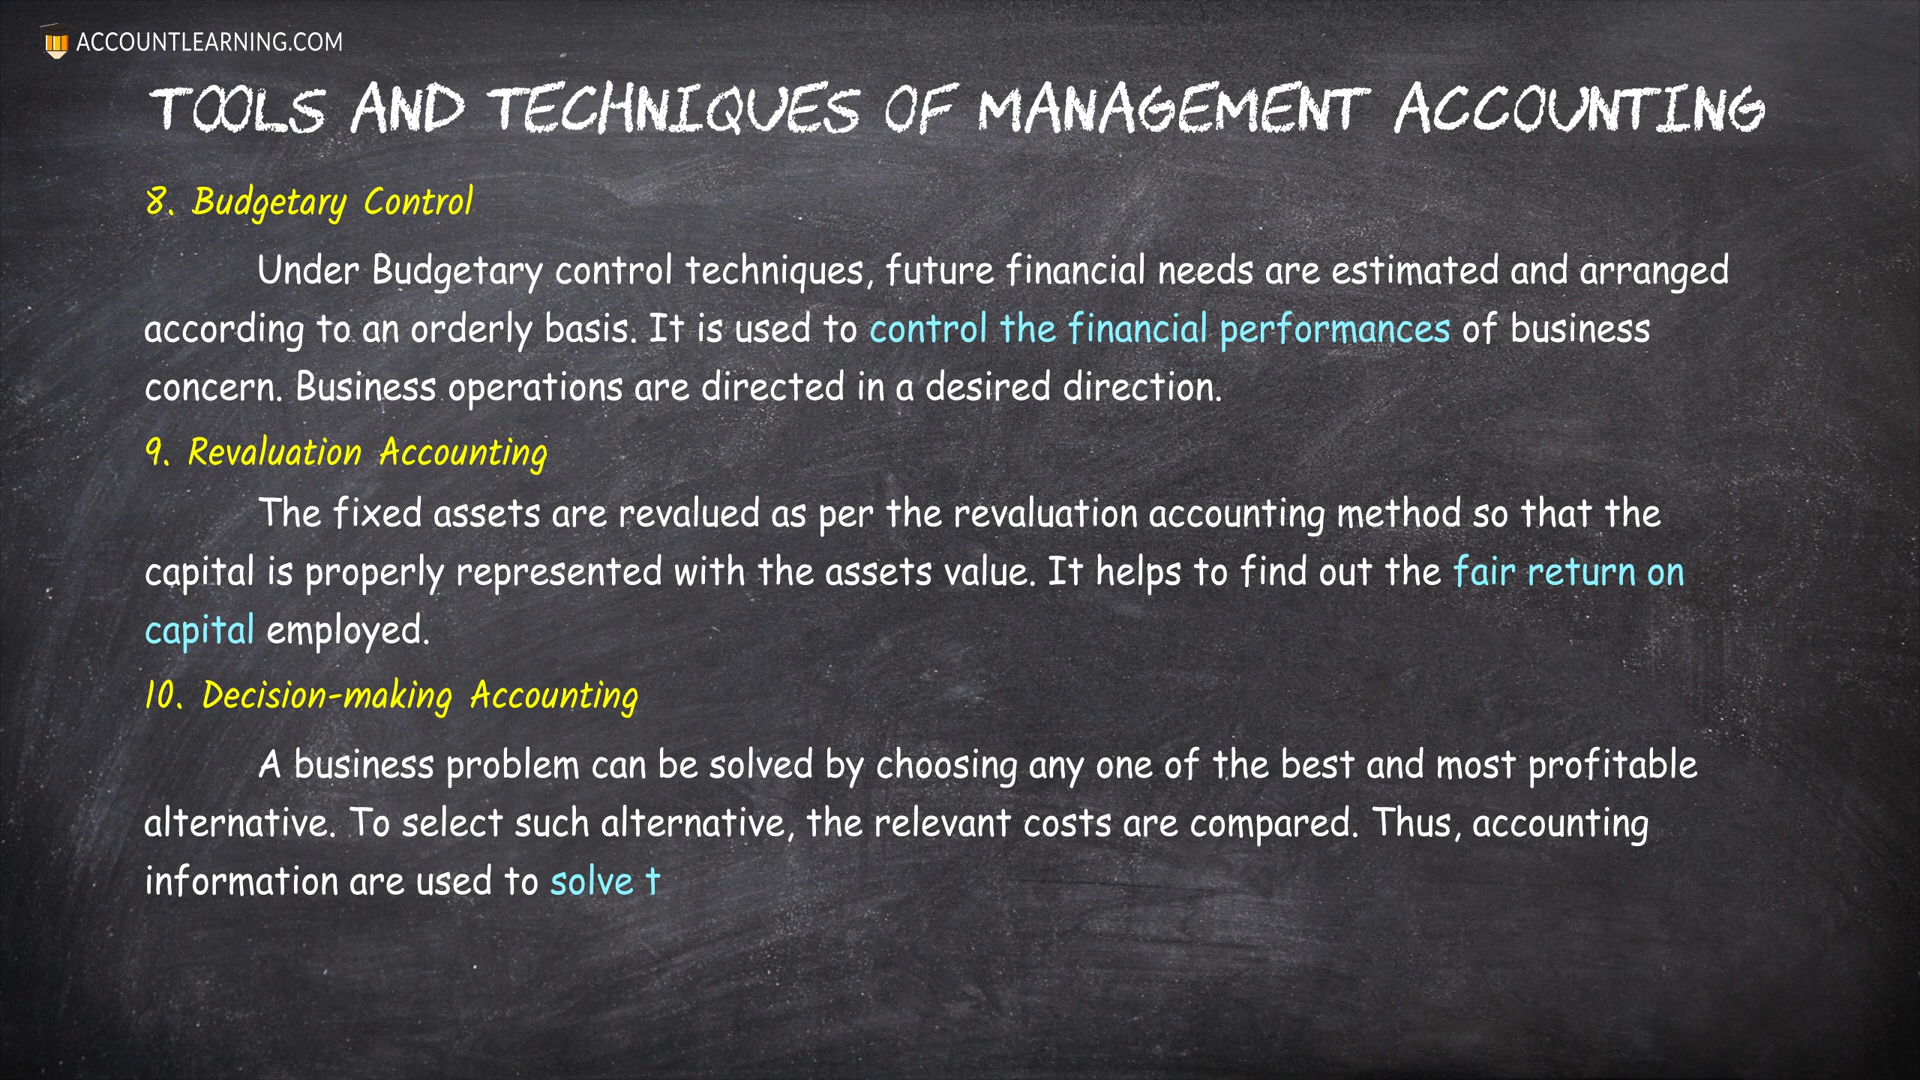 ACCOUNTLEARNING.COM
TOOLS AND TECHNIQUES OF MANAGEMENT ACCOUNTING
8. Budgetary Control
Under Budgetary control techniques, future financial needs are estimated and arranged
according to an orderly basis. It is used to control the financial performances of business
concern. Business operations are directed in a desired direction.
9. Revaluation Accounting
The fixed assets are revalued as per the revaluation accounting method so that the
capital is properly represented with the assets value. It helps to find out the fair return on
capital employed.
10. Decision-making Accounting
A business problem can be solved by choosing any one of the best and most profitable
alternative. To select such alternative, the relevant costs are compared. Thus, accounting
information are used to solve t